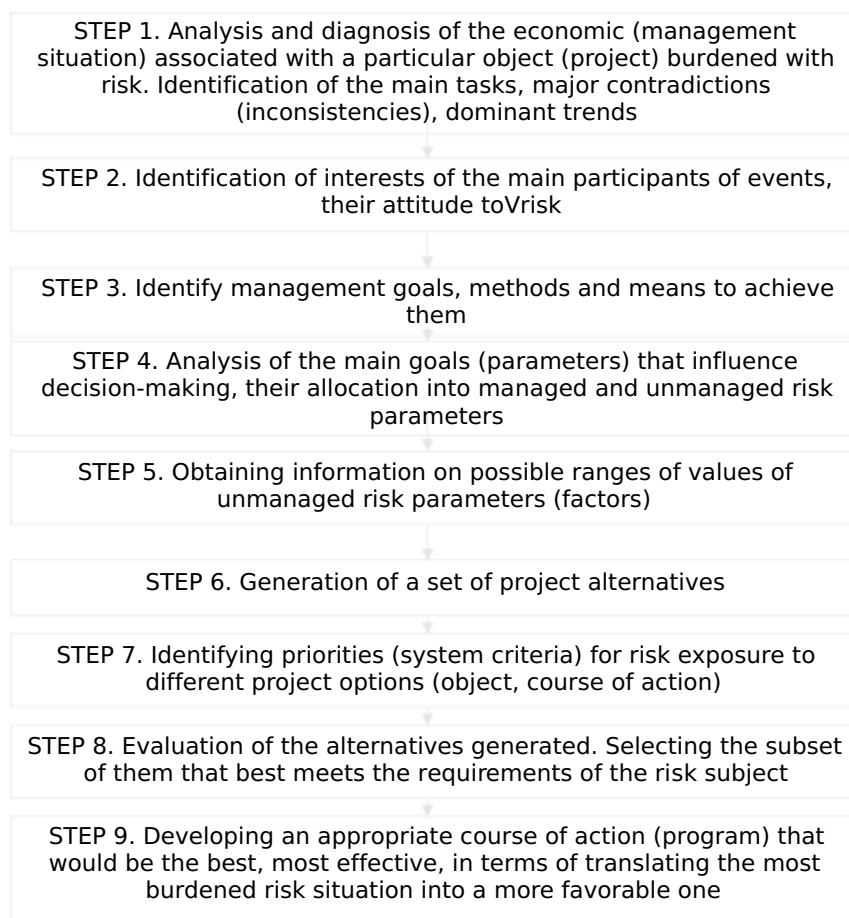 STEP 1. Analysis and diagnosis of the economic (management
situation) associated with a particular object (project) burdened with
risk. Identification of the main tasks, major contradictions
(inconsistencies), dominant trends
STEP 2. Identification of interests of the main participants of events,
their attitude toVrisk
STEP 3. Identify management goals, methods and means to achieve
them
STEP 4. Analysis of the main goals (parameters) that influence
decision-making, their allocation into managed and unmanaged risk
parameters
STEP 5. Obtaining information on possible ranges of values of
unmanaged risk parameters (factors)
STEP 6. Generation of a set of project alternatives
STEP 7. Identifying priorities (system criteria) for risk exposure to
different project options (object, course of action)
STEP 8. Evaluation of the alternatives generated. Selecting the subset
of them that best meets the requirements of the risk subject
STEP 9. Developing an appropriate course of action (program) that
would be the best, most effective, in terms of translating the most
burdened risk situation into a more favorable one